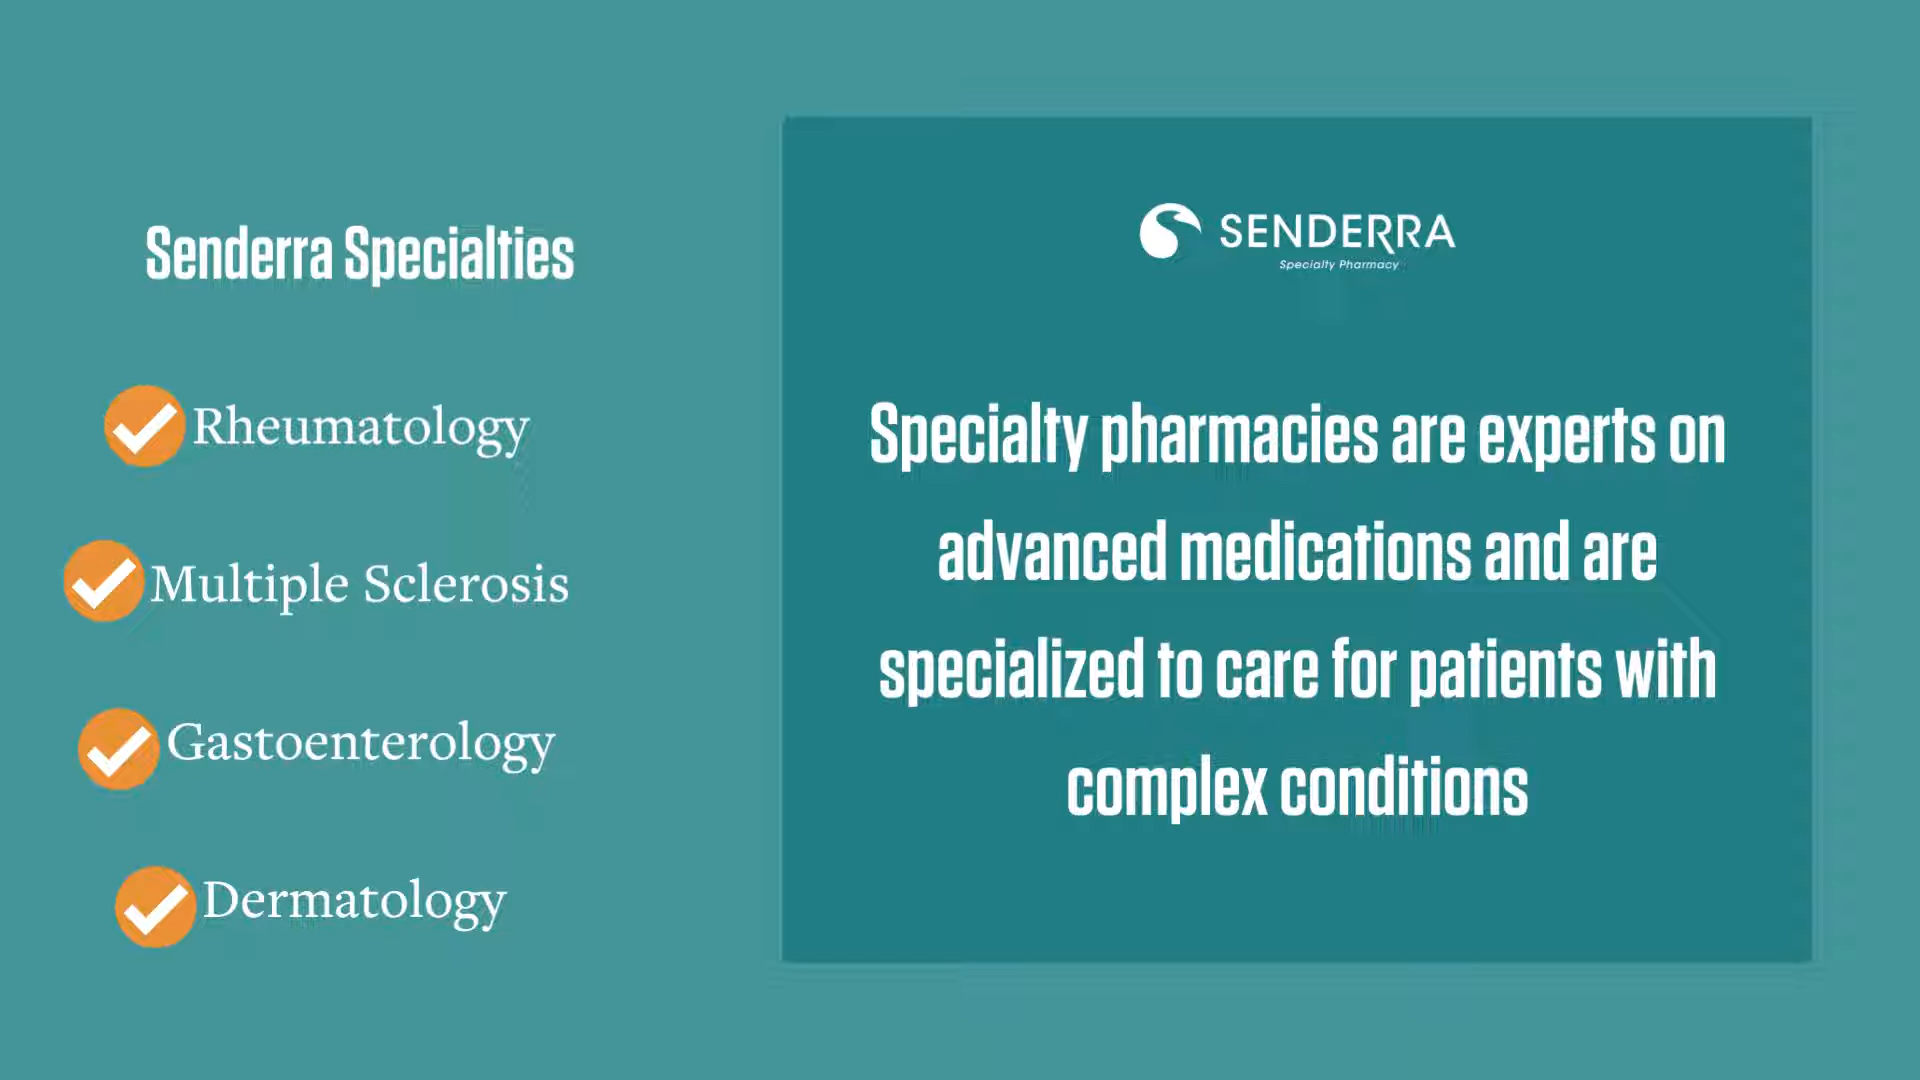 Senderra Specialties
Rheumatology
Multiple Sclerosis
Gastoenterology
Dermatology
SENDERRA
Specialty Pharmacy
Specialty pharmacies are experts on
advanced medications and are
specialized to care for patients with
complex conditions